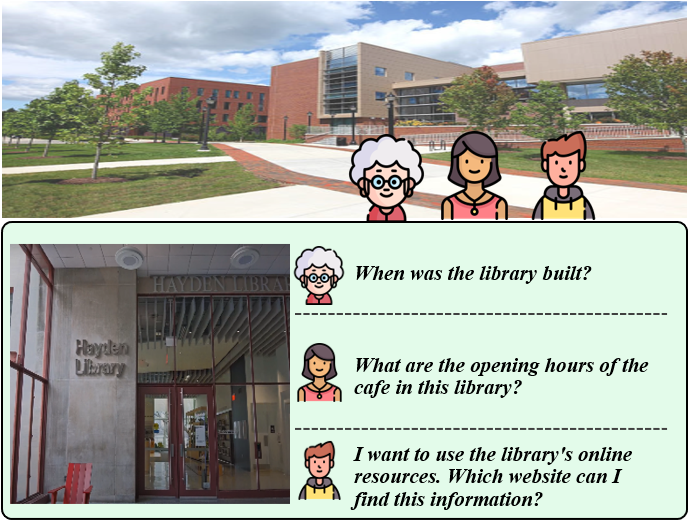 HAYDEN LIBRA
Hayden
Library
When was the library built?
What are the opening hours of the
cafe in this library?
I want to use the library's online
resources. Which website can I
find this information?